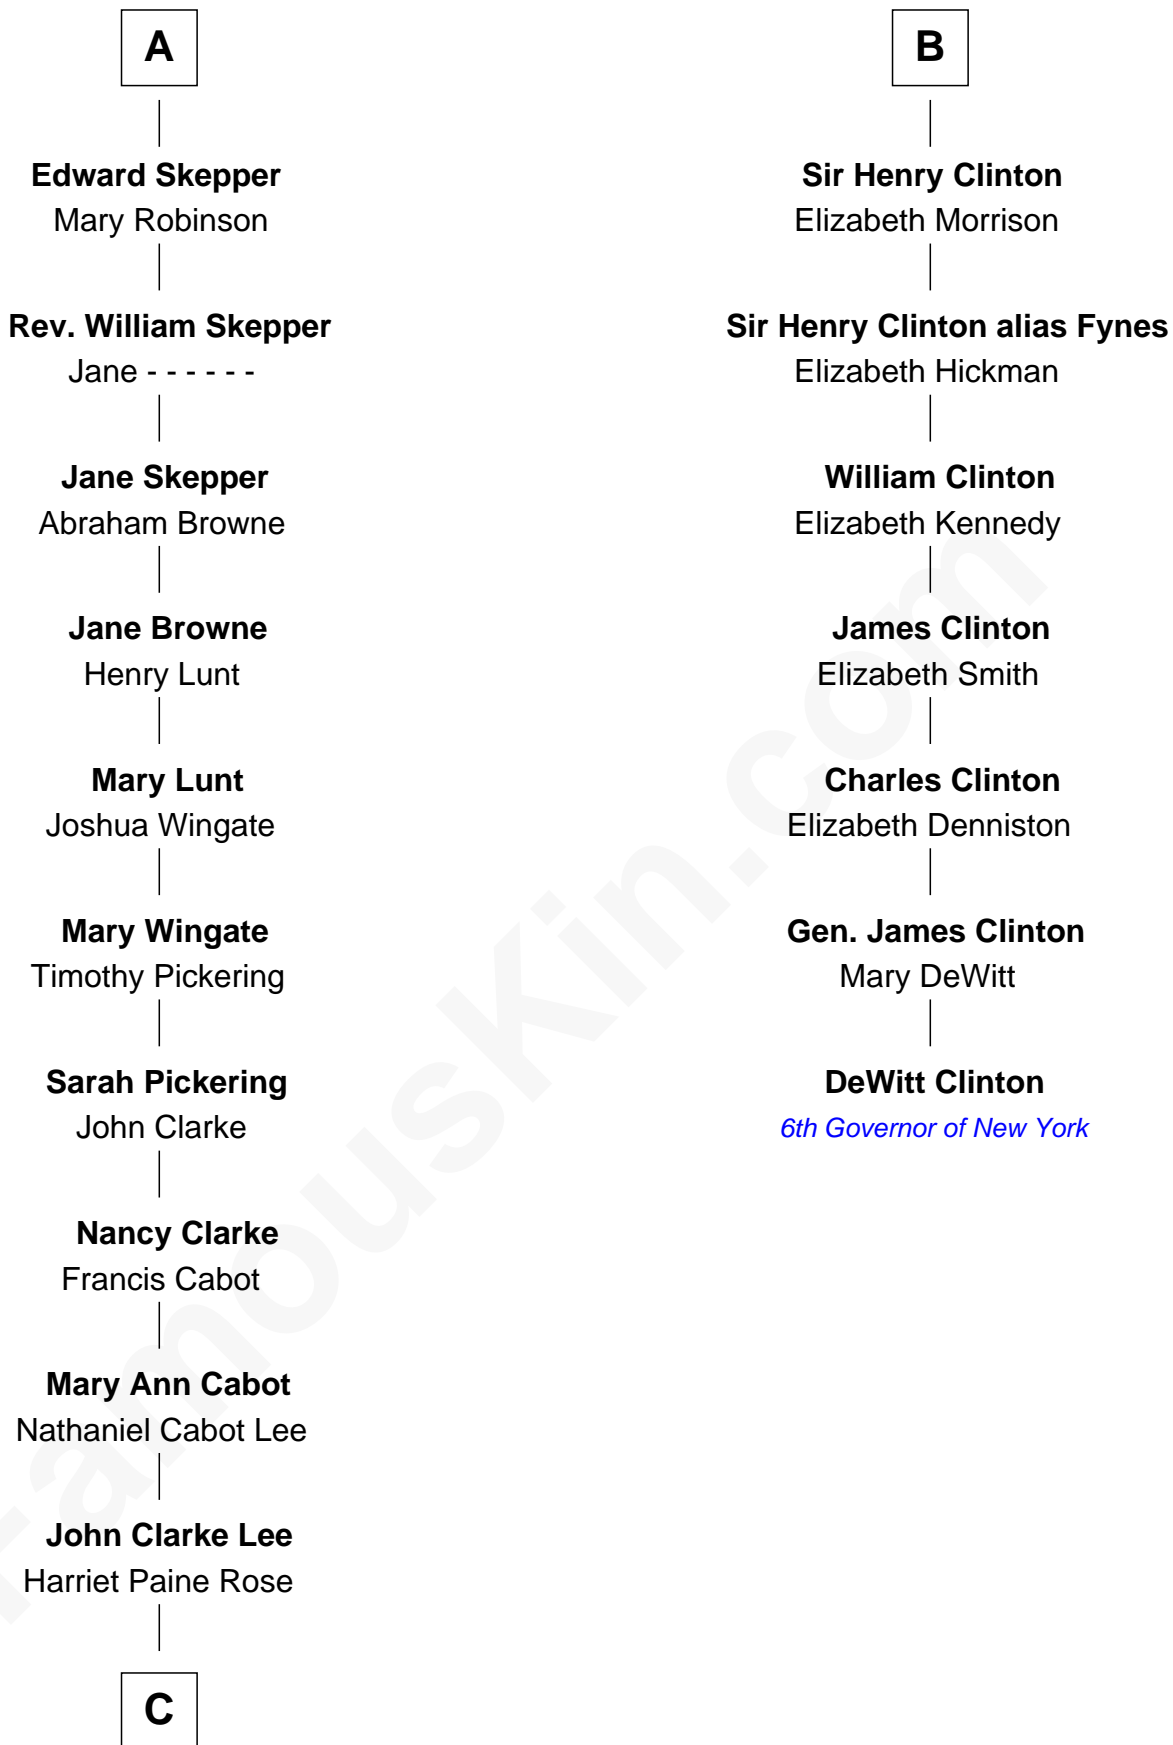 A
Edward Skepper
Mary Robinson
Rev. William Skepper
Jane - - - - - -
Jane Skepper
Abraham Browne
Jane Browne
Henry Lunt
Mary Lunt
Joshua Wingate
Mary Wingate
Timothy Pickering
Sarah Pickering
John Clarke
Nancy Clarke
Francis Cabot
Mary Ann Cabot
Nathaniel Cabot Lee
John Clarke Lee
Harriet Paine Rose
C
B
Sir Henry Clinton
Elizabeth Morrison
Sir Henry Clinton alias Fynes
Elizabeth Hickman
William Clinton
Elizabeth Kennedy
James Clinton
Elizabeth Smith
Charles Clinton
Elizabeth Denniston
Gen. James Clinton
Mary DeWitt
DeWitt Clinton
6th Governor of New York
FamousKin.com